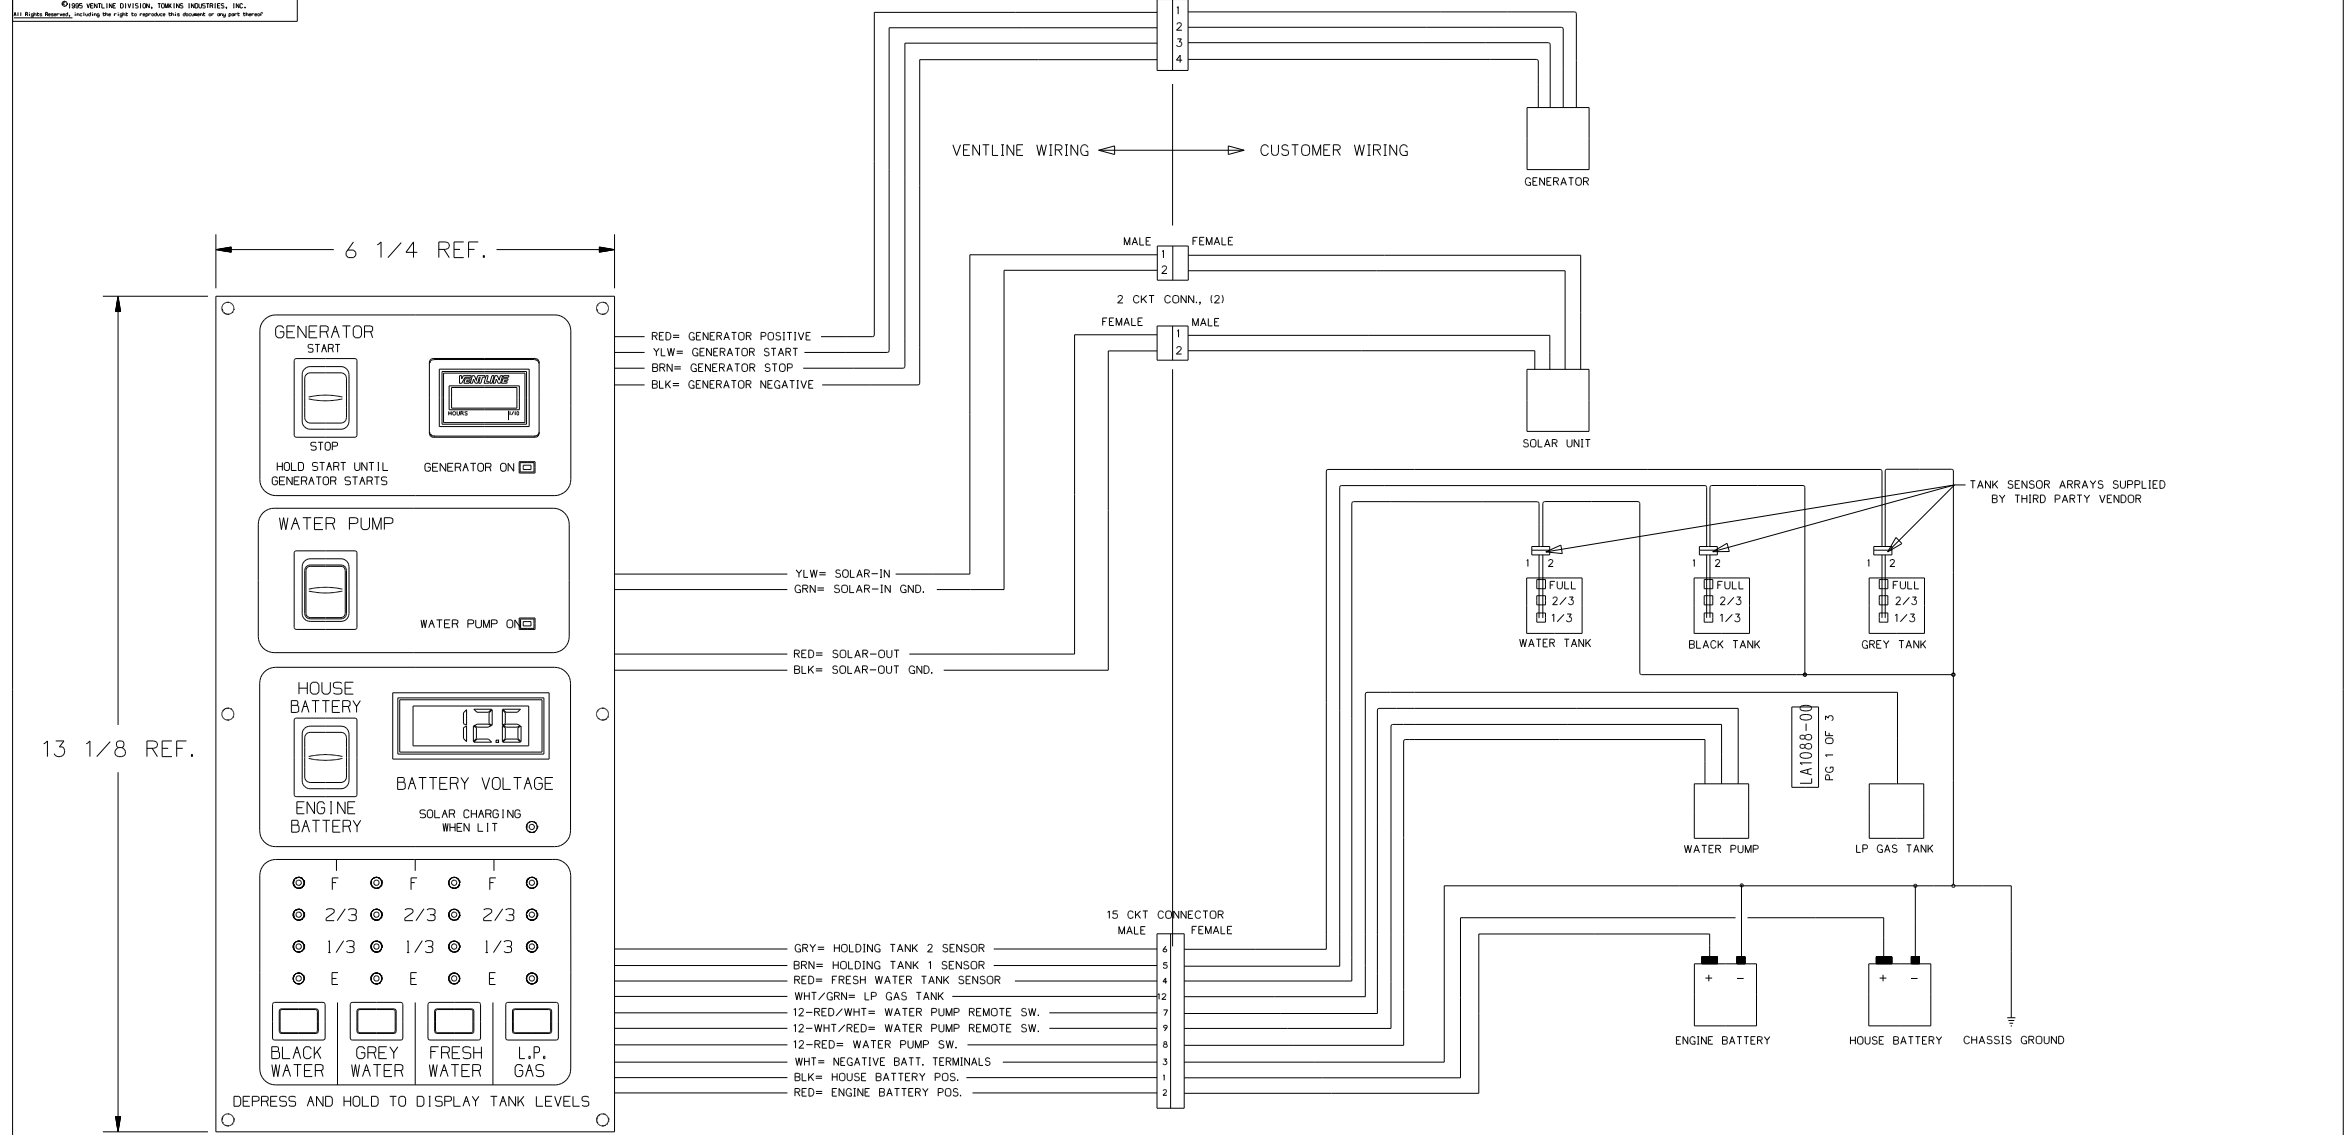 ©1995 VENTLINE DIVISION, TOMKINS INDUSTRIES, INC.
All Rights Reserved, including the right to reproduce this document or any part thereof
1
2
3
4
VENTLINE WIRING
CUSTOMER WIRING
GENERATOR
6 1/4 REF.
13 1/8 REF.
MALE
FEMALE
1
2
2 CKT CONN., (2)
FEMALE
MALE
1
2
SOLAR UNIT
GENERATOR
START
STOP
HOLD START UNTIL
GENERATOR STARTS
VENTLINE
HOURS
1/10
GENERATOR ON
RED= GENERATOR POSITIVE
YLW= GENERATOR START
BRN= GENERATOR STOP
BLK= GENERATOR NEGATIVE
WATER PUMP
WATER PUMP ON
YLW= SOLAR-IN
GRN= SOLAR-IN GND.
RED= SOLAR-OUT
BLK= SOLAR-OUT GND.
TANK SENSOR ARRAYS SUPPLIED
BY THIRD PARTY VENDOR
1 2
FULL
2/3
1/3
WATER TANK
1 2
FULL
2/3
1/3
BLACK TANK
1 2
FULL
2/3
1/3
GREY TANK
HOUSE
BATTERY
ENGINE
BATTERY
12.6
BATTERY VOLTAGE
SOLAR CHARGING
WHEN LIT
LA1088-00
PG 1 OF 3
WATER PUMP
LP GAS TANK
F F F
2/3 2/3 2/3
1/3 1/3 1/3
E E E
BLACK
WATER
GREY
WATER
FRESH
WATER
L.P.
GAS
DEPRESS AND HOLD TO DISPLAY TANK LEVELS
15 CKT CONNECTOR
MALE
FEMALE
GRY= HOLDING TANK 2 SENSOR 6
BRN= HOLDING TANK 1 SENSOR 5
RED= FRESH WATER TANK SENSOR 4
WHT/GRN= LP GAS TANK 12
12-RED/WHT= WATER PUMP REMOTE SW. 7
12-WHT/RED= WATER PUMP REMOTE SW. 9
12-RED= WATER PUMP SW. 8
WHT= NEGATIVE BATT. TERMINALS 3
BLK= HOUSE BATTERY POS. 1
RED= ENGINE BATTERY POS. 2
+ −
ENGINE BATTERY
+ −
HOUSE BATTERY
CHASSIS GROUND